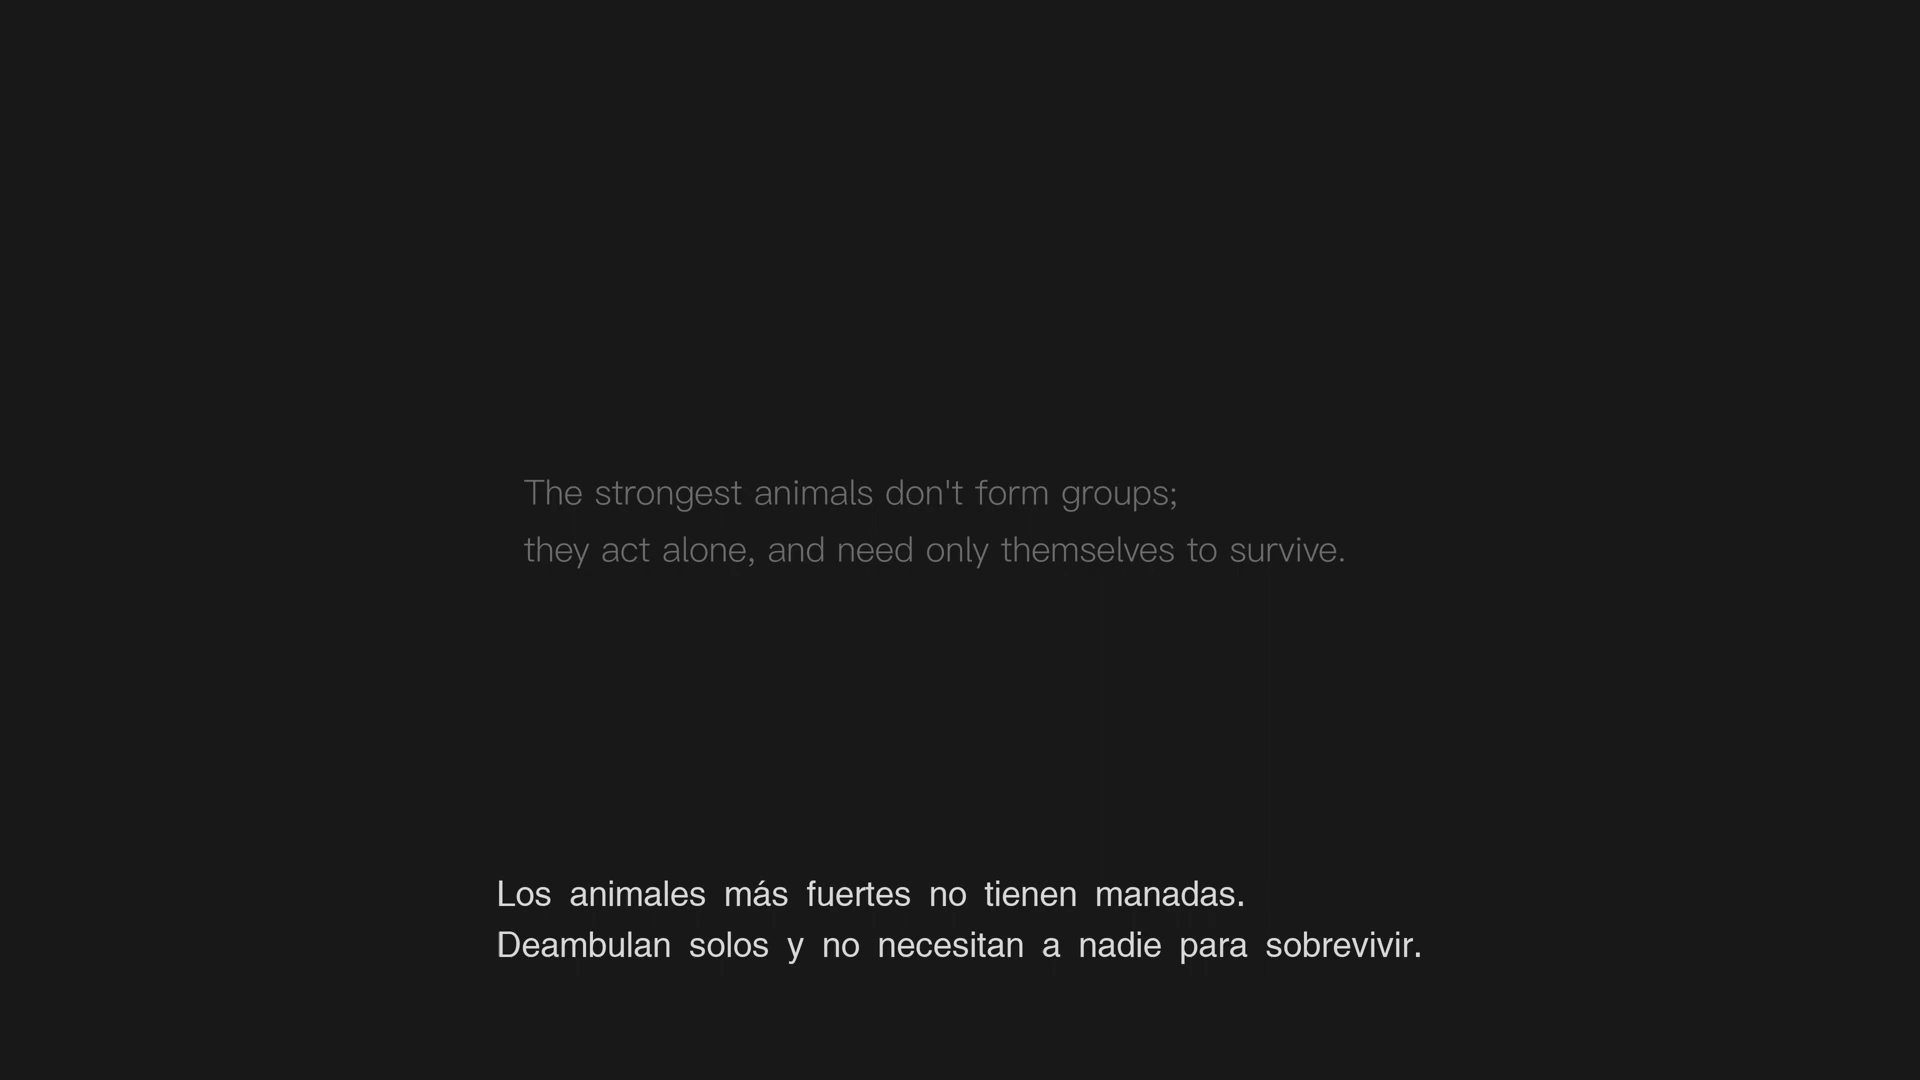 The strongest animals don't form groups;
they act alone, and need only themselves to survive.
Los animales más fuertes no tienen manadas.
Deambulan solos y no necesitan a nadie para sobrevivir.